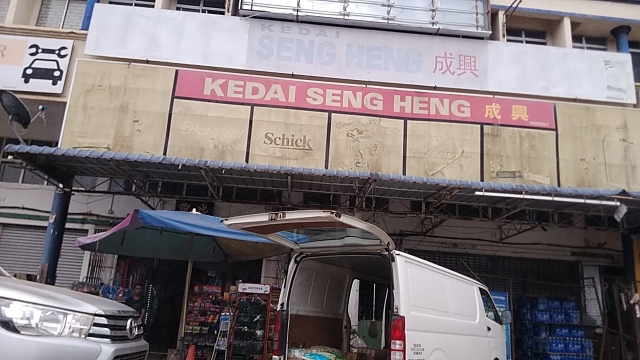 KEDAI
SENG HENG 成興
KEDAI SENG HENG 成興
Schick